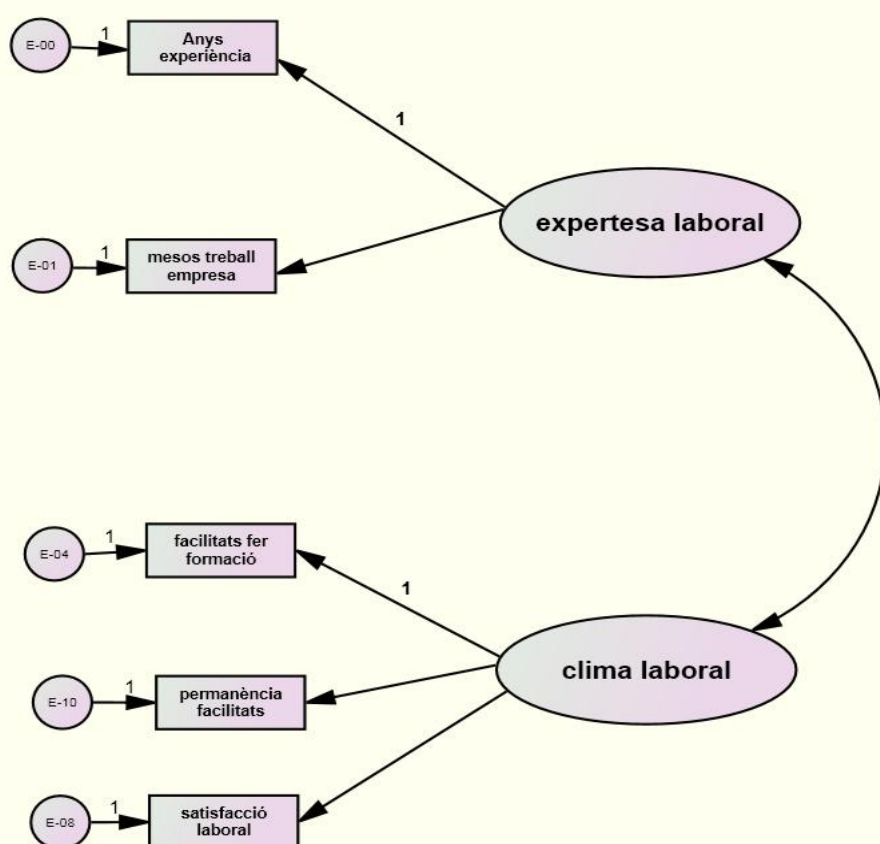 E-00
1
Anys
experiència
1
expertesa laboral
E-01
1
mesos treball
empresa
E-04
1
facilitats fer
formació
1
clima laboral
E-10
1
permanència
facilitats
E-08
1
satisfacció
laboral